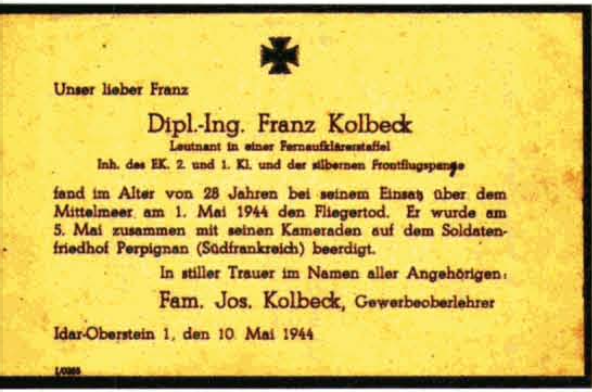 Unser lieber Franz
Dipl.-Ing. Franz Kolbeck
Leutnant in einer Fernaufklärerstaffel
Inh. des EK. 2. und 1. Kl. und der silbernen Frontflugspange
fand im Alter von 28 Jahren bei seinem Einsatz über dem
Mittelmeer am 1. Mai 1944 den Fliegertod. Er wurde am
5. Mai zusammen mit seinen Kameraden auf dem Soldaten-
friedhof Perpignan (Südfrankreich) beerdigt.
In stiller Trauer im Namen aller Angehörigen:
Fam. Jos. Kolbeck, Gewerbeoberlehrer
Idar-Oberstein 1, den 10. Mai 1944